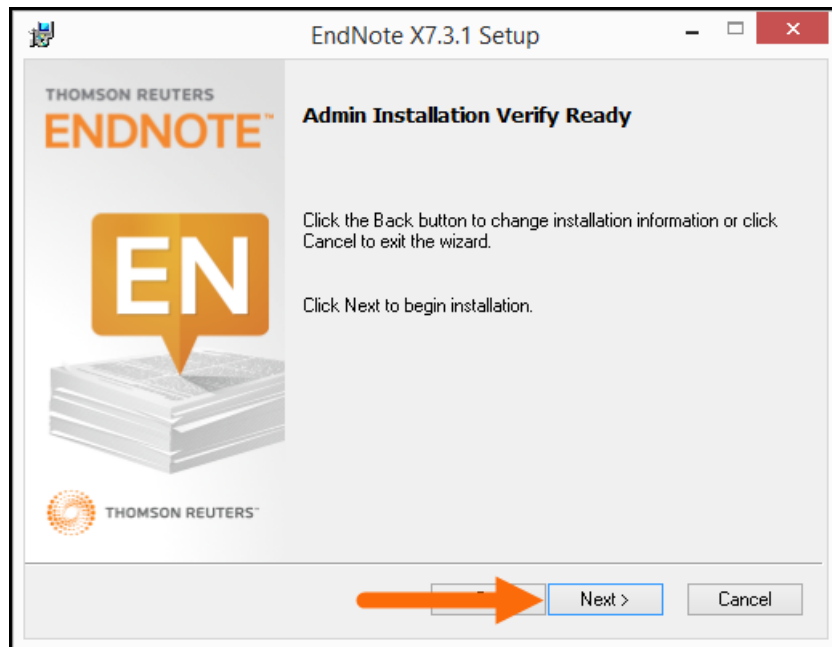 EndNote X7.3.1 Setup
THOMSON REUTERS
ENDNOTE™
Admin Installation Verify Ready
Click the Back button to change installation information or click
Cancel to exit the wizard.
EN
Click Next to begin installation.
THOMSON REUTERS™
Next >
Cancel